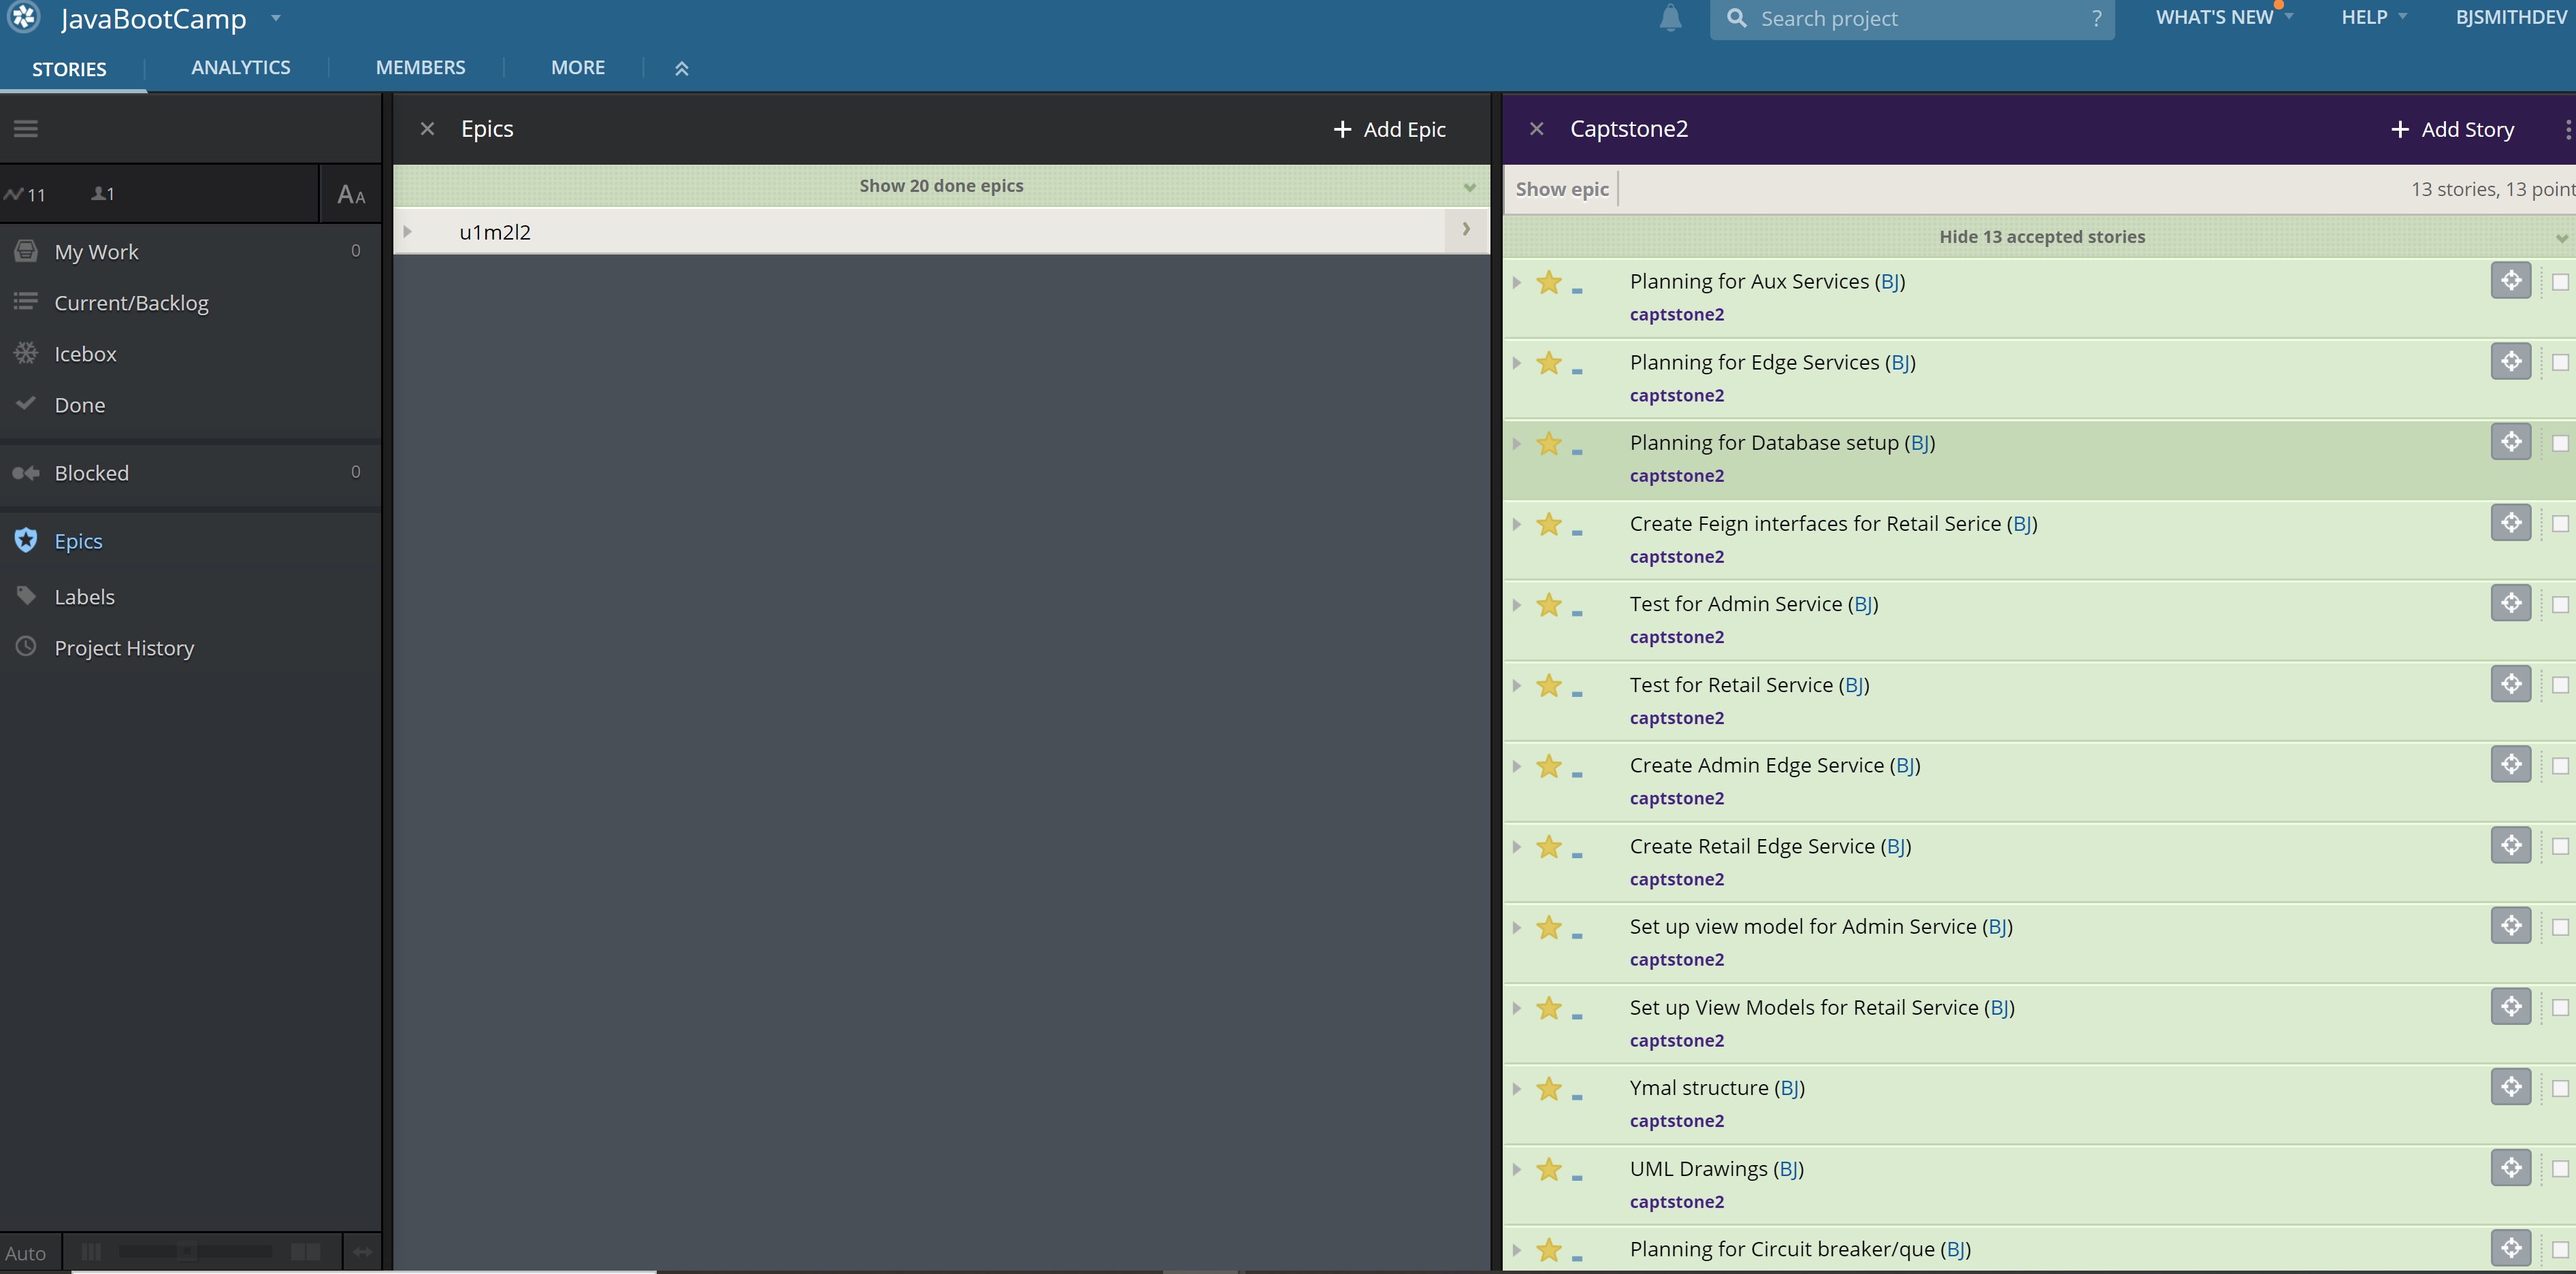 JavaBootCamp
Search project ?
WHAT'S NEW
HELP
BJSMITHDEV
STORIES
ANALYTICS
MEMBERS
MORE
11
1
AA
My Work 0
Current/Backlog
Icebox
Done
Blocked 0
Epics
Labels
Project History
Auto
Epics
+ Add Epic
Show 20 done epics
u1m2l2
Captstone2
+ Add Story
Show epic
13 stories, 13 point
Hide 13 accepted stories
Planning for Aux Services (BJ)
captstone2
Planning for Edge Services (BJ)
captstone2
Planning for Database setup (BJ)
captstone2
Create Feign interfaces for Retail Serice (BJ)
captstone2
Test for Admin Service (BJ)
captstone2
Test for Retail Service (BJ)
captstone2
Create Admin Edge Service (BJ)
captstone2
Create Retail Edge Service (BJ)
captstone2
Set up view model for Admin Service (BJ)
captstone2
Set up View Models for Retail Service (BJ)
captstone2
Ymal structure (BJ)
captstone2
UML Drawings (BJ)
captstone2
Planning for Circuit breaker/que (BJ)